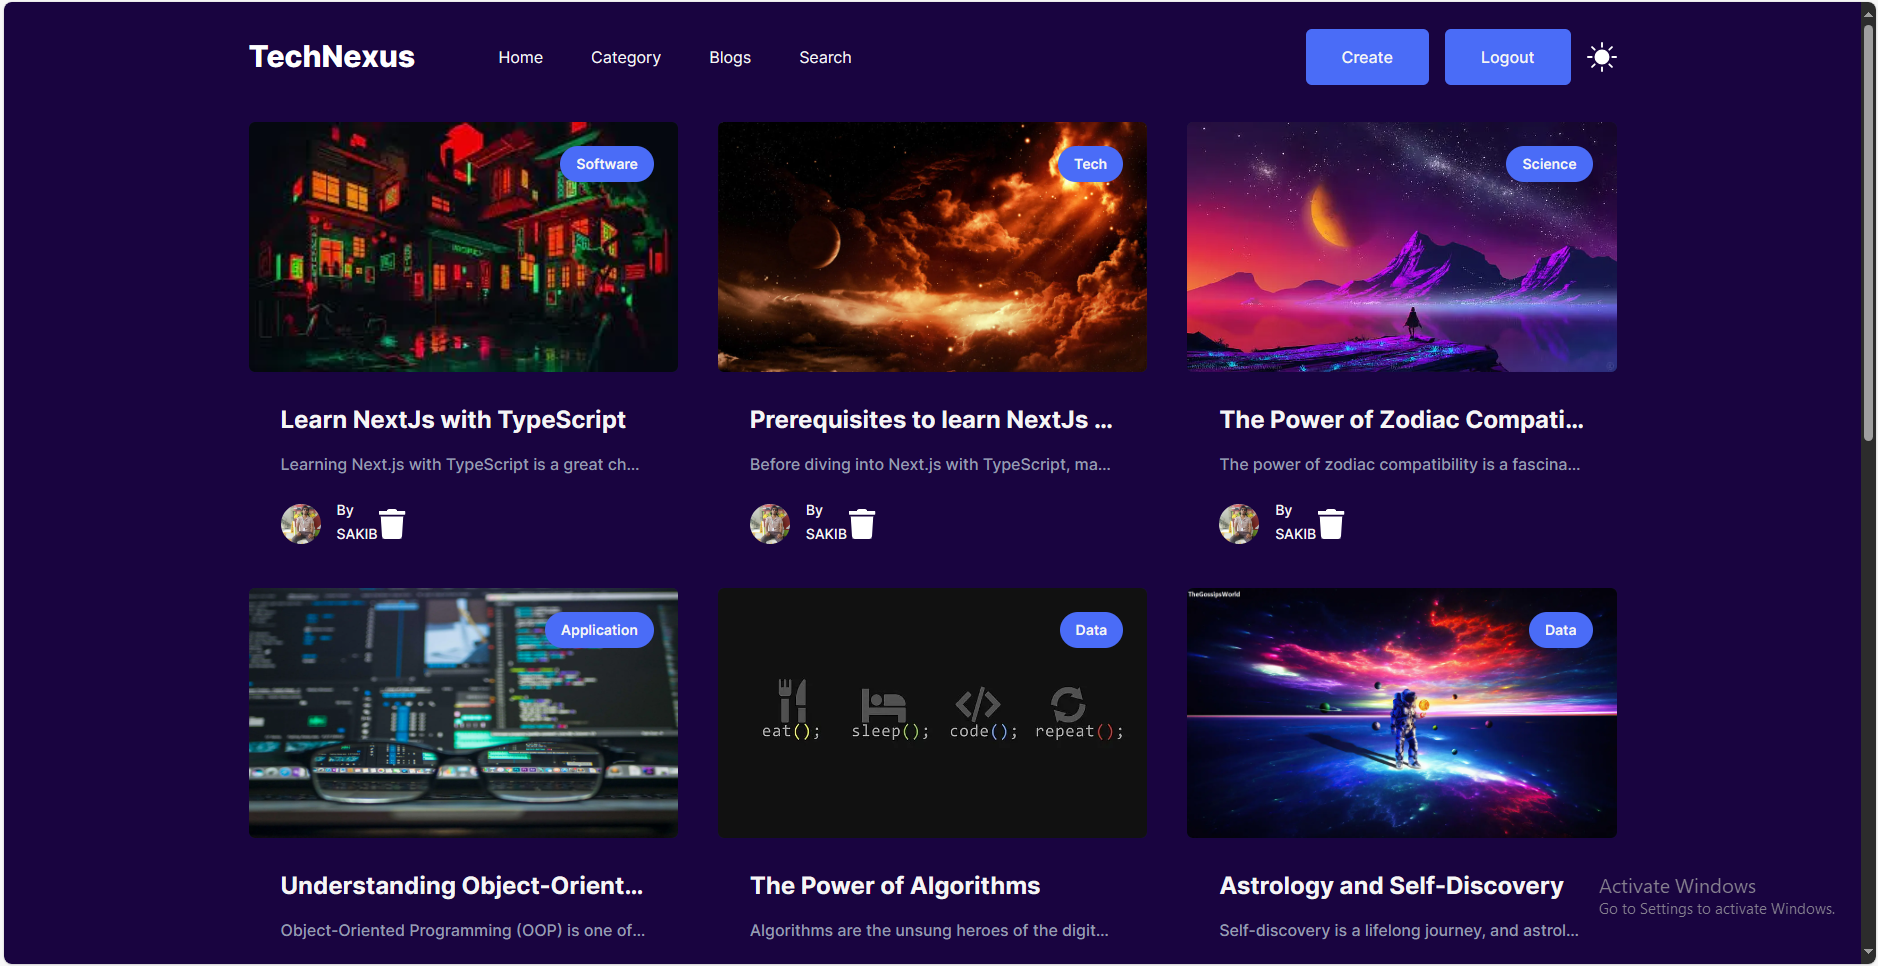 TechNexus
Home
Category
Blogs
Search
Create
Logout
Software
Tech
Science
Learn NextJs with TypeScript
Prerequisites to learn NextJs ...
The Power of Zodiac Compati...
Learning Next.js with TypeScript is a great ch...
Before diving into Next.js with TypeScript, ma...
The power of zodiac compatibility is a fascina...
By
SAKIB
By
SAKIB
By
SAKIB
Application
Data
TheGossipsWorld
Data
eat();
sleep();
code();
repeat();
Understanding Object-Orient...
The Power of Algorithms
Astrology and Self-Discovery
Object-Oriented Programming (OOP) is one of...
Algorithms are the unsung heroes of the digit...
Self-discovery is a lifelong journey, and astrol...
Activate Windows
Go to Settings to activate Windows.